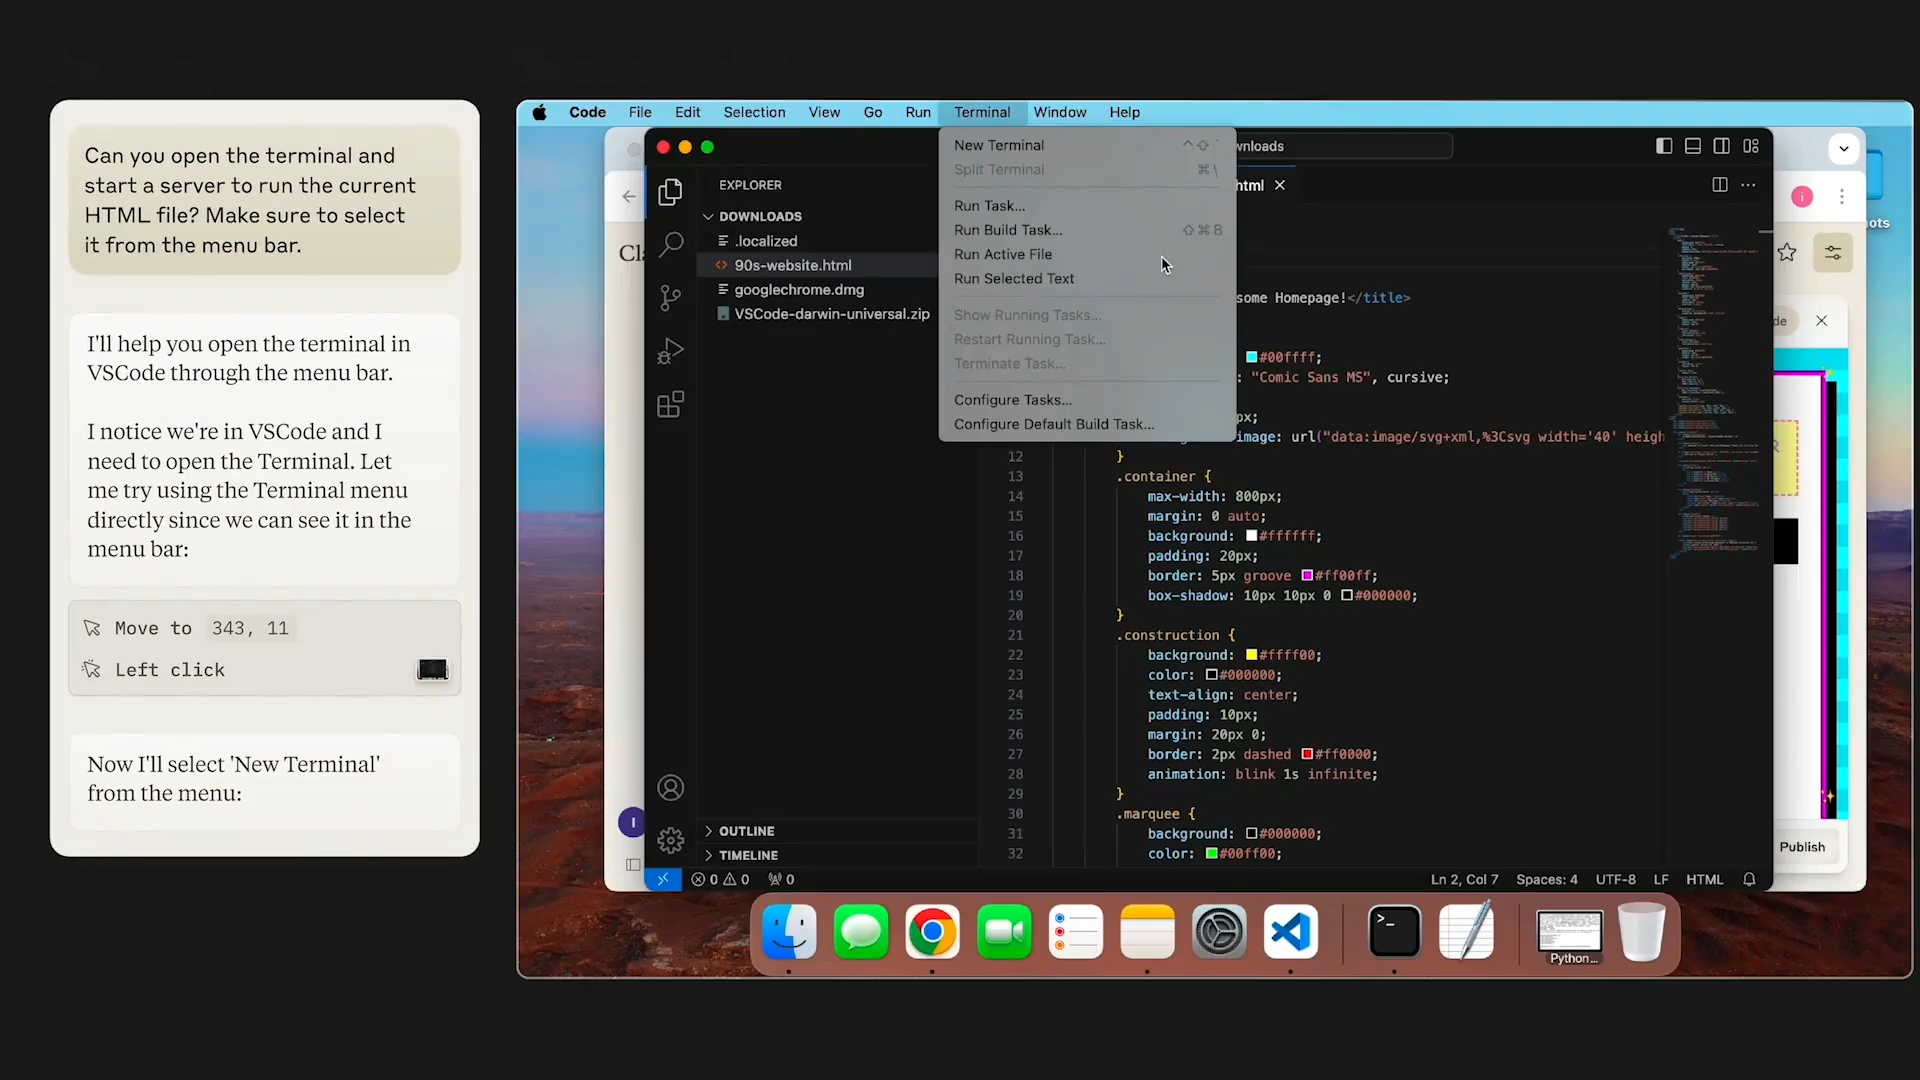 Can you open the terminal and
start a server to run the current
HTML file? Make sure to select
it from the menu bar.
I'll help you open the terminal in
VSCode through the menu bar.
I notice we're in VSCode and I
need to open the Terminal. Let
me try using the Terminal menu
directly since we can see it in the
menu bar:
Move to 343, 11
Left click
Now I'll select 'New Terminal'
from the menu:
Code File Edit Selection View Go Run Terminal Window Help
New Terminal ^⇧`
Split Terminal ⌘\
Run Task...
Run Build Task... ⇧⌘B
Run Active File
Run Selected Text
Show Running Tasks...
Restart Running Task...
Terminate Task...
Configure Tasks...
Configure Default Build Task...
EXPLORER
DOWNLOADS
.localized
90s-website.html
googlechrome.dmg
VSCode-darwin-universal.zip
OUTLINE
TIMELINE
wnloads
html
some Homepage!</title>
#00ffff;
: "Comic Sans MS", cursive;
px;
image: url("data:image/svg+xml,%3Csvg width='40' heigh
12 }
13 .container {
14 max-width: 800px;
15 margin: 0 auto;
16 background: #ffffff;
17 padding: 20px;
18 border: 5px groove #ff00ff;
19 box-shadow: 10px 10px 0 #000000;
20 }
21 .construction {
22 background: #ffff00;
23 color: #000000;
24 text-align: center;
25 padding: 10px;
26 margin: 20px 0;
27 border: 2px dashed #ff0000;
28 animation: blink 1s infinite;
29 }
30 .marquee {
31 background: #000000;
32 color: #00ff00;
0 0 0
Ln 2, Col 7 Spaces: 4 UTF-8 LF HTML
Cla
I
i
ots
de
Publish
Python...